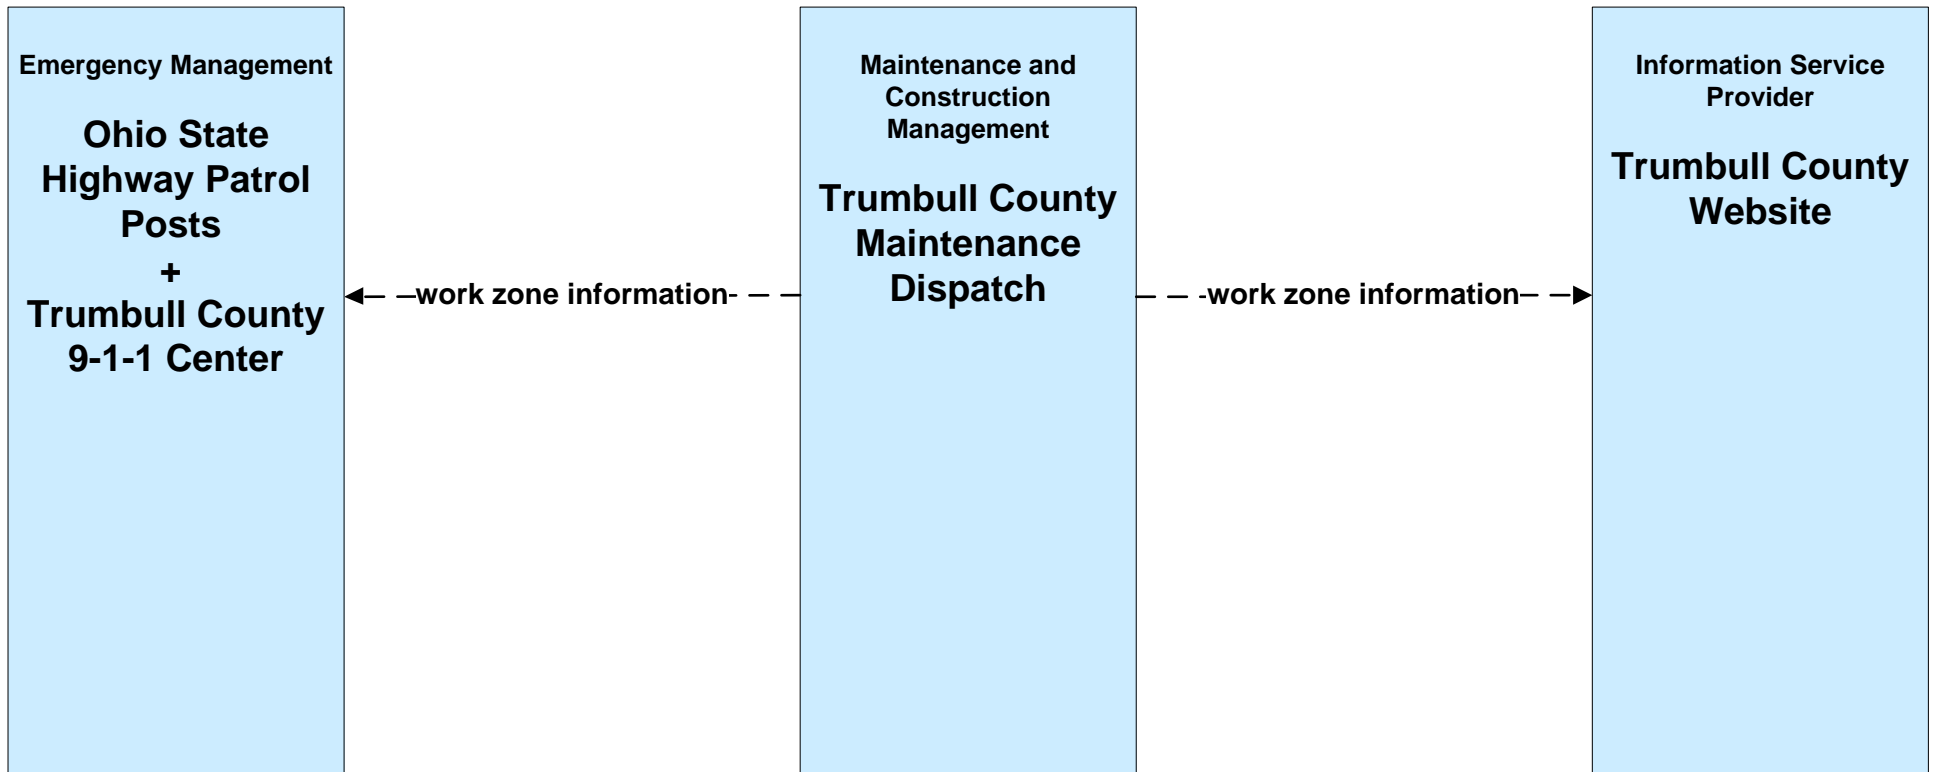 Emergency Management
Ohio State
Highway Patrol
Posts
+
Trumbull County
9-1-1 Center
work zone information
Maintenance and
Construction
Management
Trumbull County
Maintenance
Dispatch
work zone information
Information Service
Provider
Trumbull County
Website